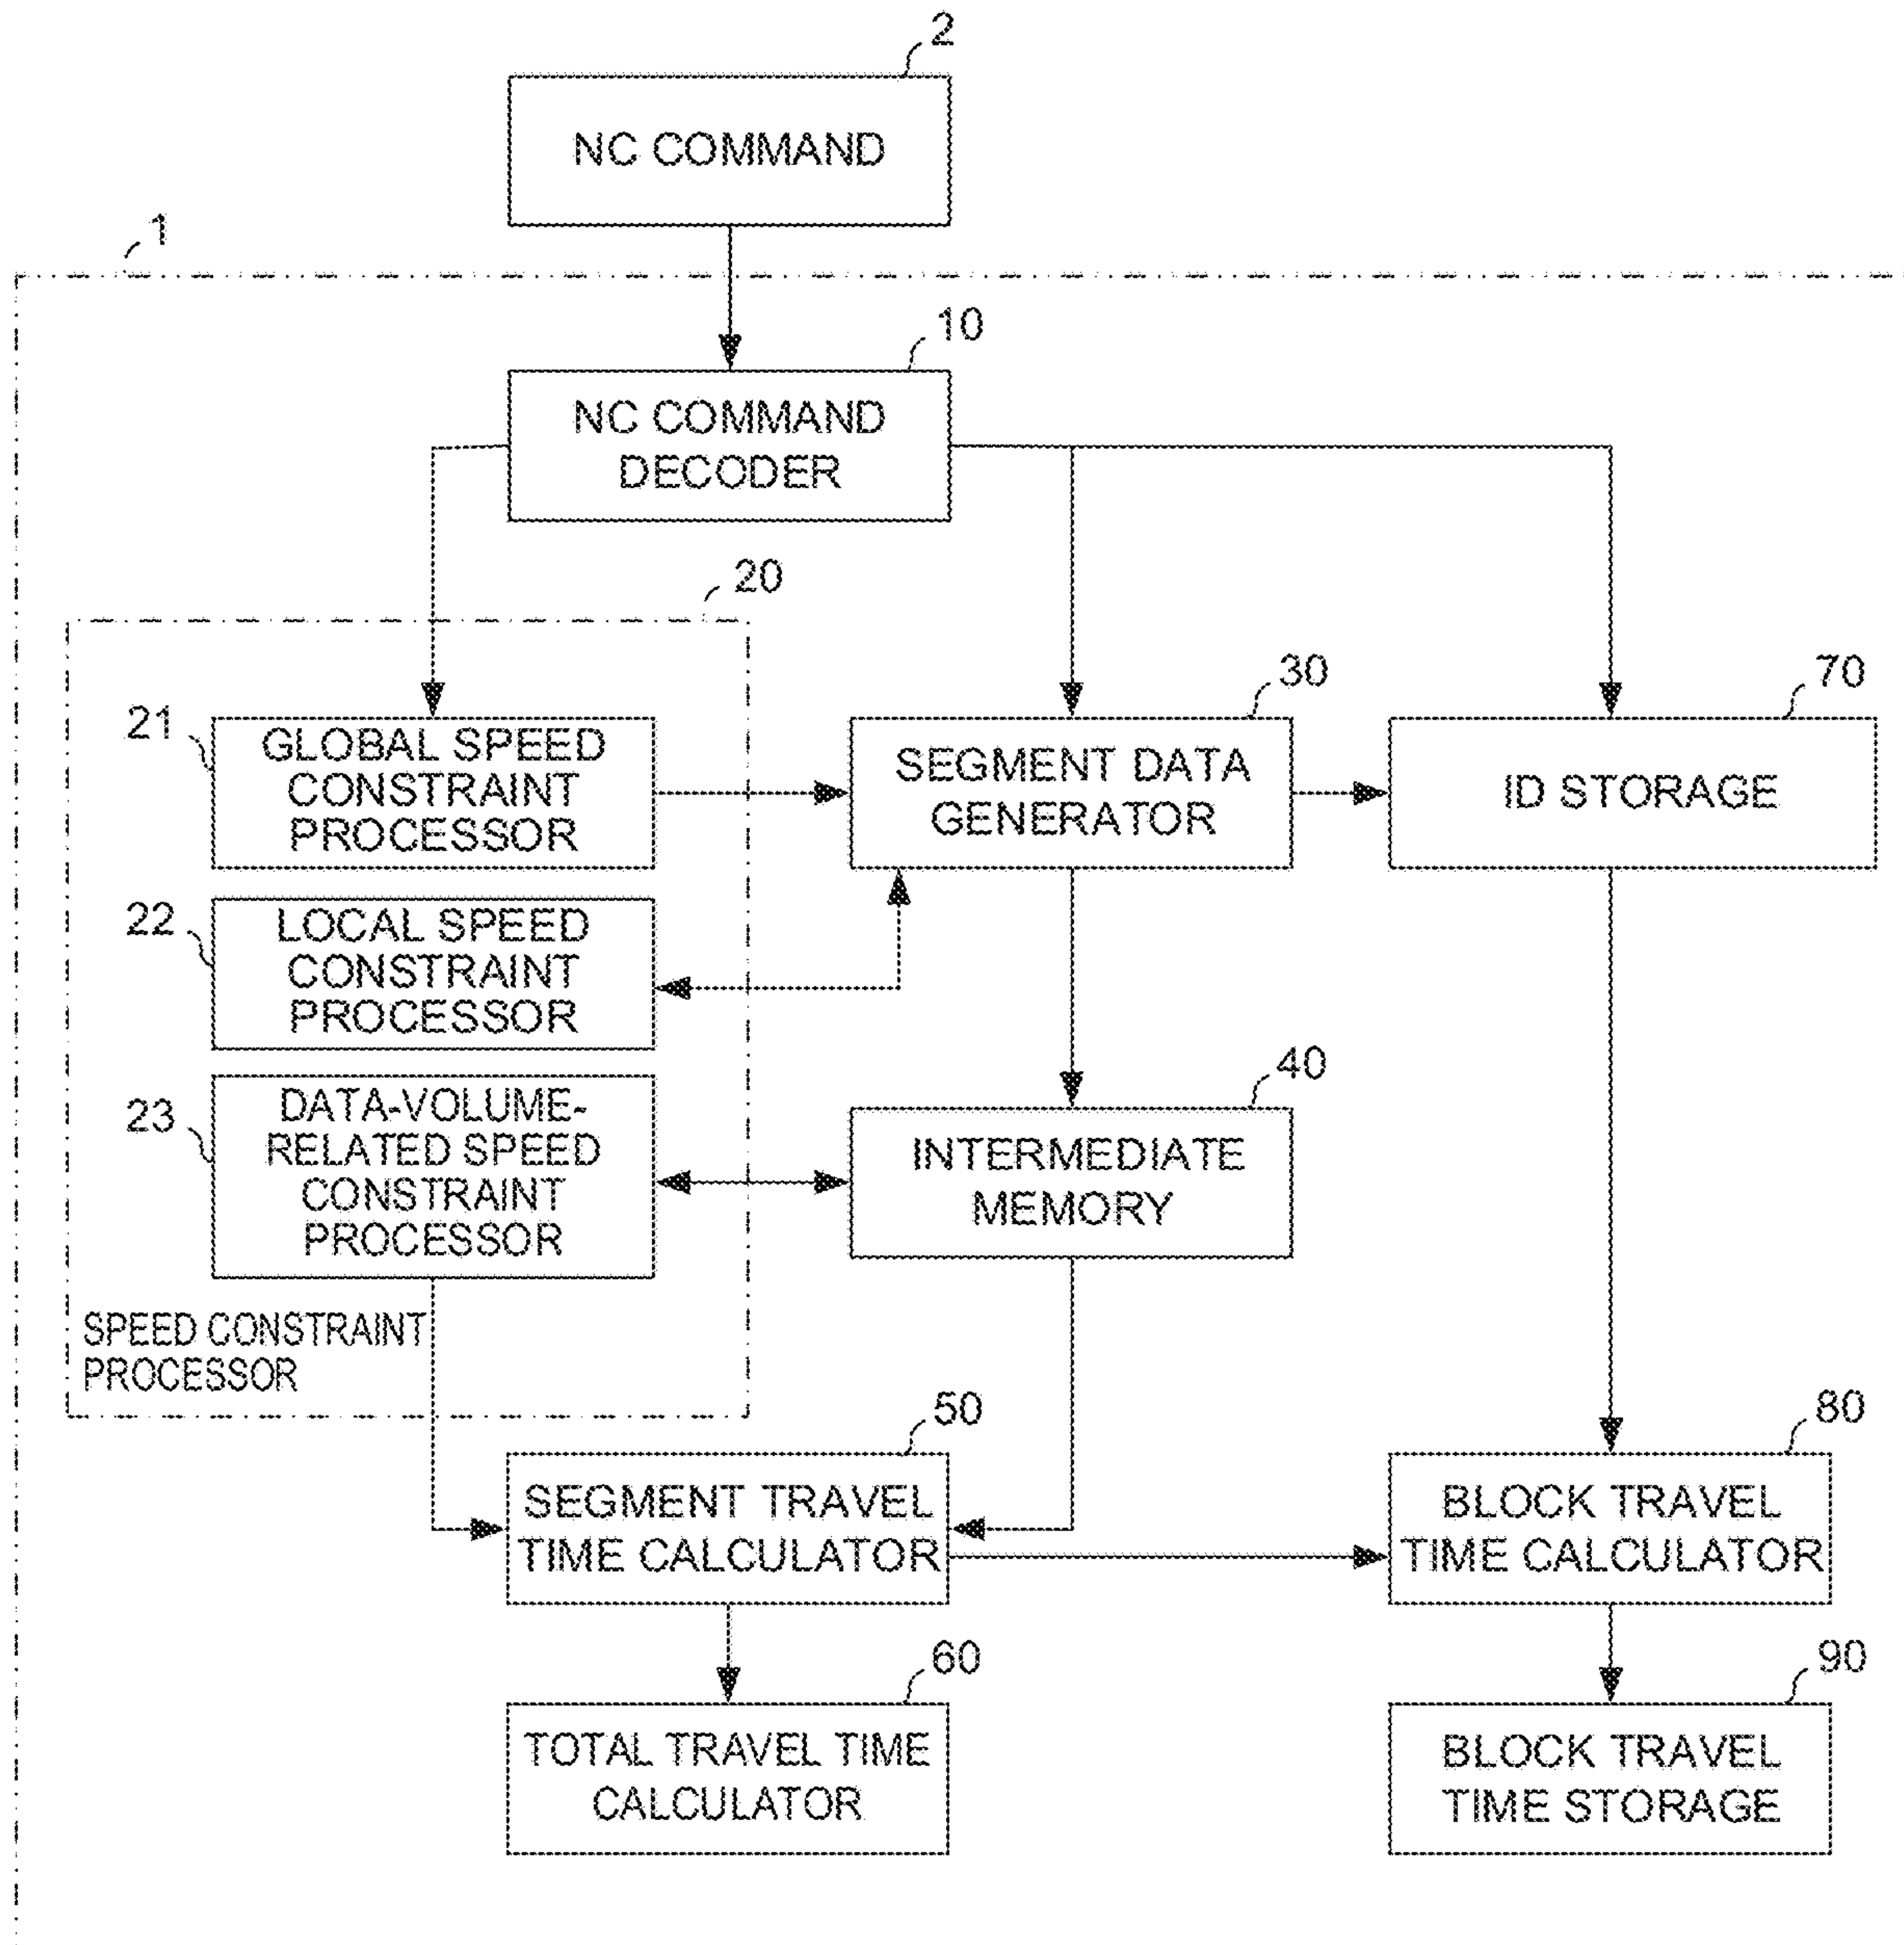 2
NC COMMAND
1
10
NC COMMAND
DECODER
20
21
GLOBAL SPEED
CONSTRAINT
PROCESSOR
30
SEGMENT DATA
GENERATOR
70
ID STORAGE
22
LOCAL SPEED
CONSTRAINT
PROCESSOR
23
DATA-VOLUME-
RELATED SPEED
CONSTRAINT
PROCESSOR
40
INTERMEDIATE
MEMORY
SPEED CONSTRAINT
PROCESSOR
50
SEGMENT TRAVEL
TIME CALCULATOR
80
BLOCK TRAVEL
TIME CALCULATOR
60
TOTAL TRAVEL TIME
CALCULATOR
90
BLOCK TRAVEL
TIME STORAGE